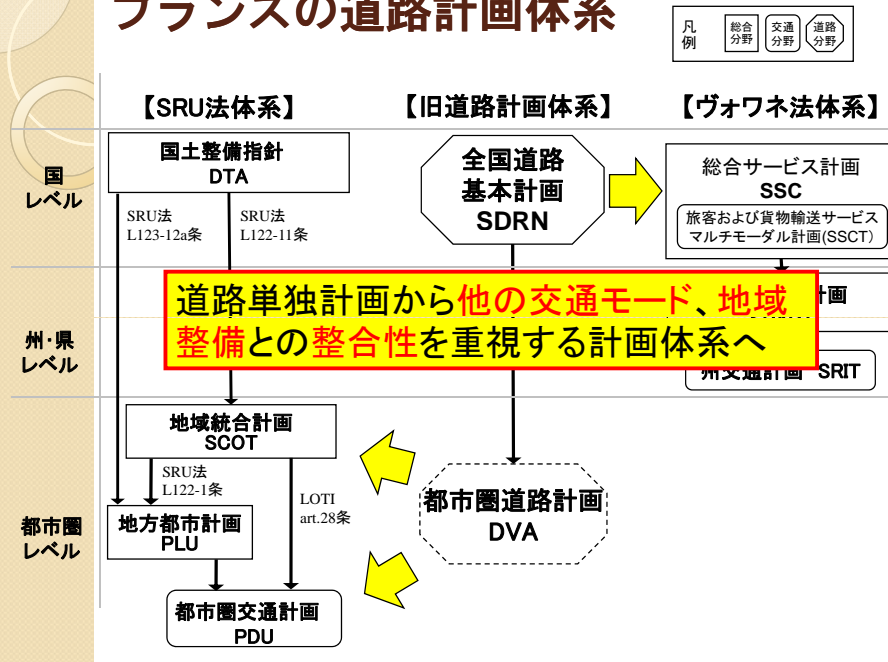 フランスの道路計画体系
凡
例
総合
分野
交通
分野
道路
分野
【SRU法体系】
【旧道路計画体系】
【ヴォワネ法体系】
国
レベル
国土整備指針
DTA
SRU法
L123-12a条
SRU法
L122-11条
全国道路
基本計画
SDRN
総合サービス計画
SSC
旅客および貨物輸送サービス
マルチモーダル計画(SSCT)
計画
道路単独計画から他の交通モード、地域
整備との整合性を重視する計画体系へ
州・県
レベル
州交通計画 SRIT
地域統合計画
SCOT
SRU法
L122-1条
LOTI
art.28条
都市圏
レベル
地方都市計画
PLU
都市圏道路計画
DVA
都市圏交通計画
PDU